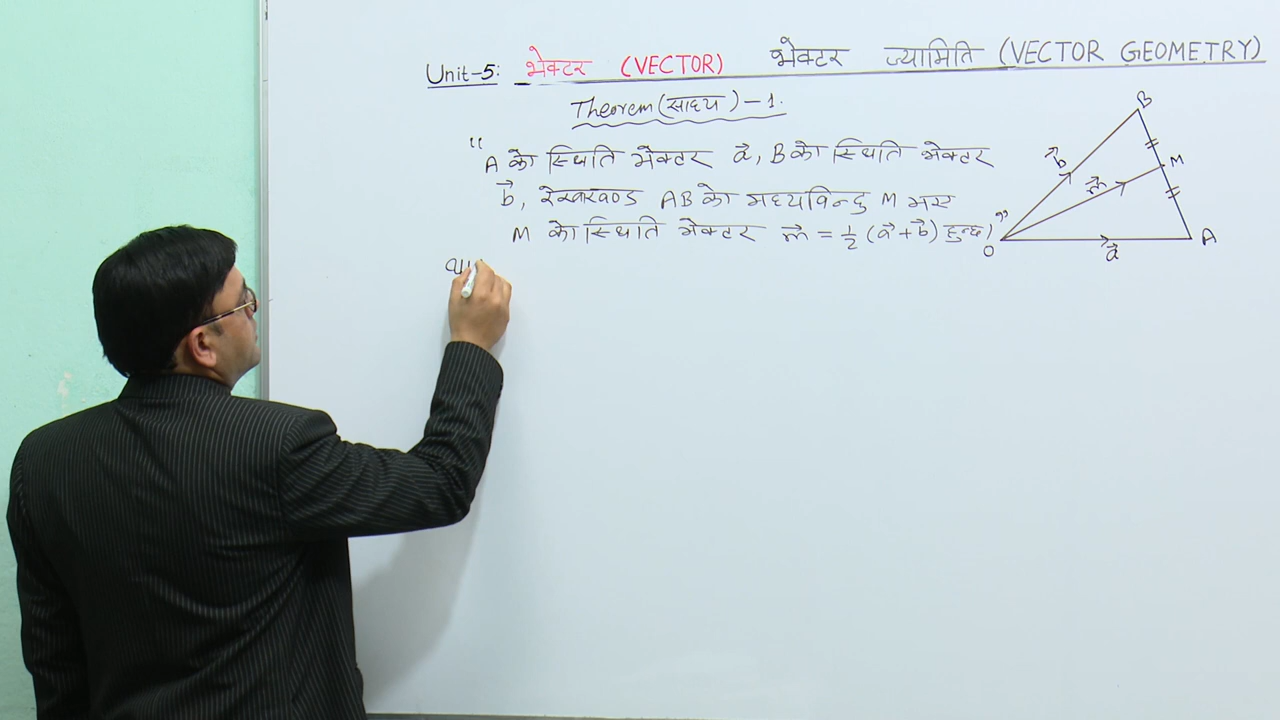 Unit-5: भेक्टर (VECTOR) भेक्टर ज्यामिति (VECTOR GEOMETRY)
Theorem (साध्य) – 1.
"A को स्थिति भेक्टर a⃗, B को स्थिति भेक्टर
b⃗, रेखाखण्ड AB को मध्यविन्दु M भए
M को स्थिति भेक्टर m⃗ = ½ (a⃗ + b⃗) हुन्छ।"
B
b⃗
M
m⃗
O
a⃗
A